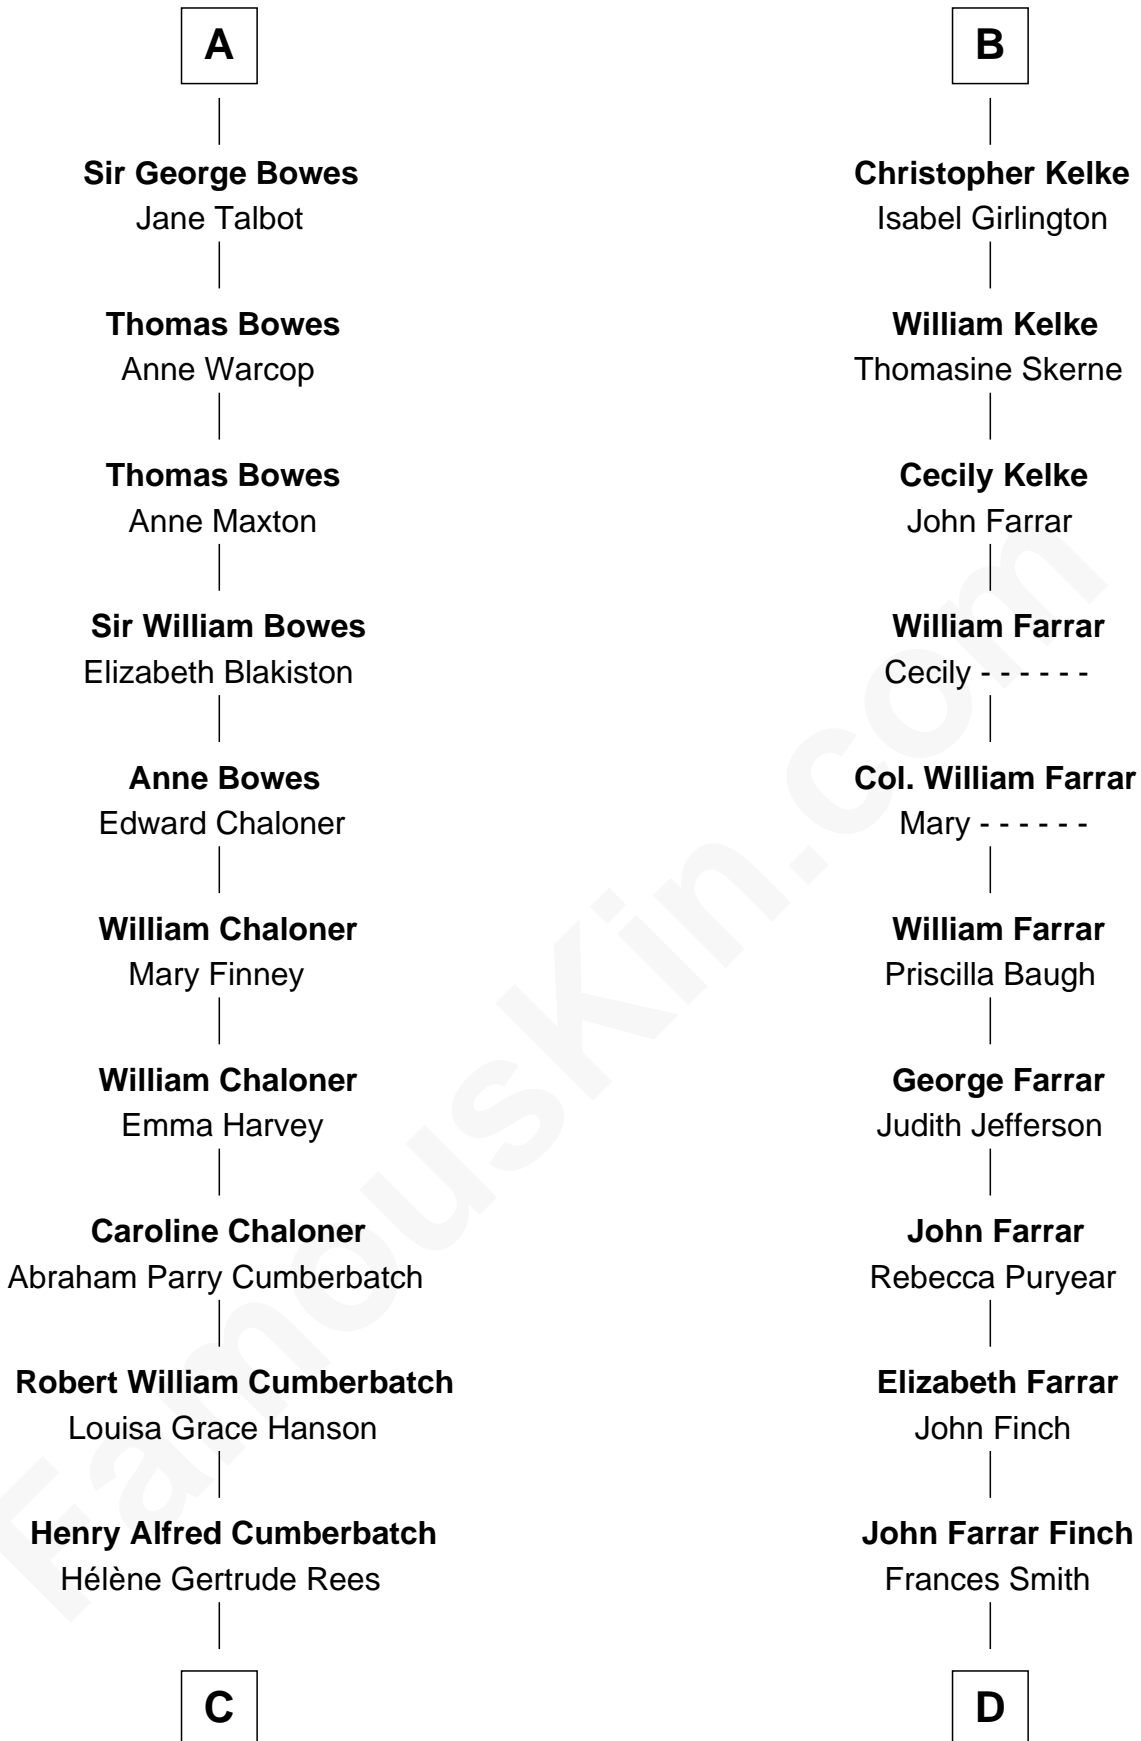 A
Sir George Bowes
Jane Talbot
Thomas Bowes
Anne Warcop
Thomas Bowes
Anne Maxton
Sir William Bowes
Elizabeth Blakiston
Anne Bowes
Edward Chaloner
William Chaloner
Mary Finney
William Chaloner
Emma Harvey
Caroline Chaloner
Abraham Parry Cumberbatch
Robert William Cumberbatch
Louisa Grace Hanson
Henry Alfred Cumberbatch
Hélène Gertrude Rees
C
B
Christopher Kelke
Isabel Girlington
William Kelke
Thomasine Skerne
Cecily Kelke
John Farrar
William Farrar
Cecily - - - - - -
Col. William Farrar
Mary - - - - - -
William Farrar
Priscilla Baugh
George Farrar
Judith Jefferson
John Farrar
Rebecca Puryear
Elizabeth Farrar
John Finch
John Farrar Finch
Frances Smith
D
FamousKin.com